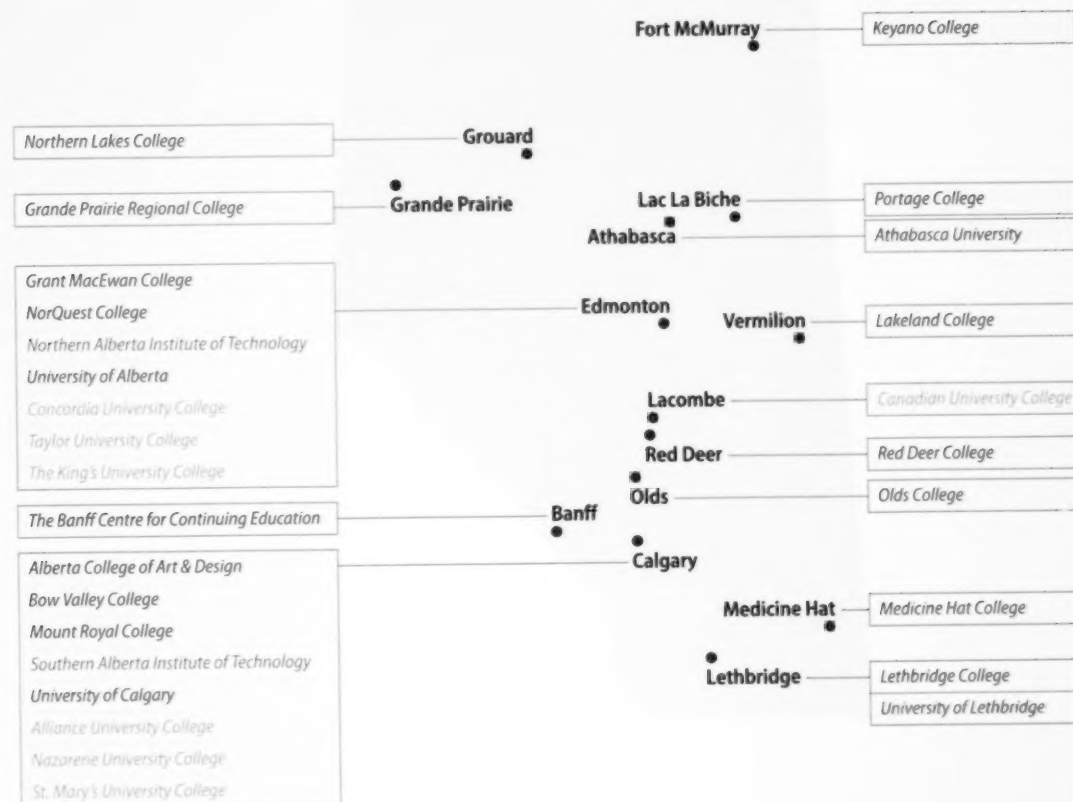 Fort McMurray
Keyano College
Northern Lakes College
Grouard
Grande Prairie Regional College
Grande Prairie
Lac La Biche
Portage College
Athabasca
Athabasca University
Grant MacEwan College
NorQuest College
Northern Alberta Institute of Technology
University of Alberta
Concordia University College
Taylor University College
The King's University College
Edmonton
Vermilion
Lakeland College
Lacombe
Canadian University College
Red Deer
Red Deer College
Olds
Olds College
The Banff Centre for Continuing Education
Banff
Alberta College of Art & Design
Bow Valley College
Mount Royal College
Southern Alberta Institute of Technology
University of Calgary
Alliance University College
Nazarene University College
St. Mary's University College
Calgary
Medicine Hat
Medicine Hat College
Lethbridge
Lethbridge College
University of Lethbridge